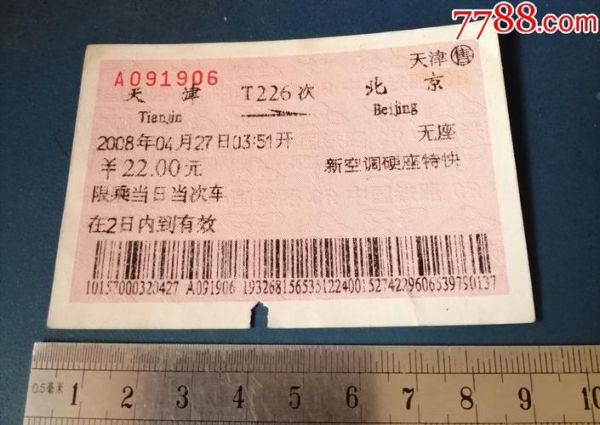 7788.com
天津 售
A091906
天 津 T226次 北 京
Tianjin Beijing
2008年04月27日03:51开 无座
￥22.00元 新空调硬座特快
限乘当日当次车
在2日内到有效
10157000320427 A091906 19326815653512240015274229606539790137
0.5毫米 1 2 3 4 5 6 7 8 9 10